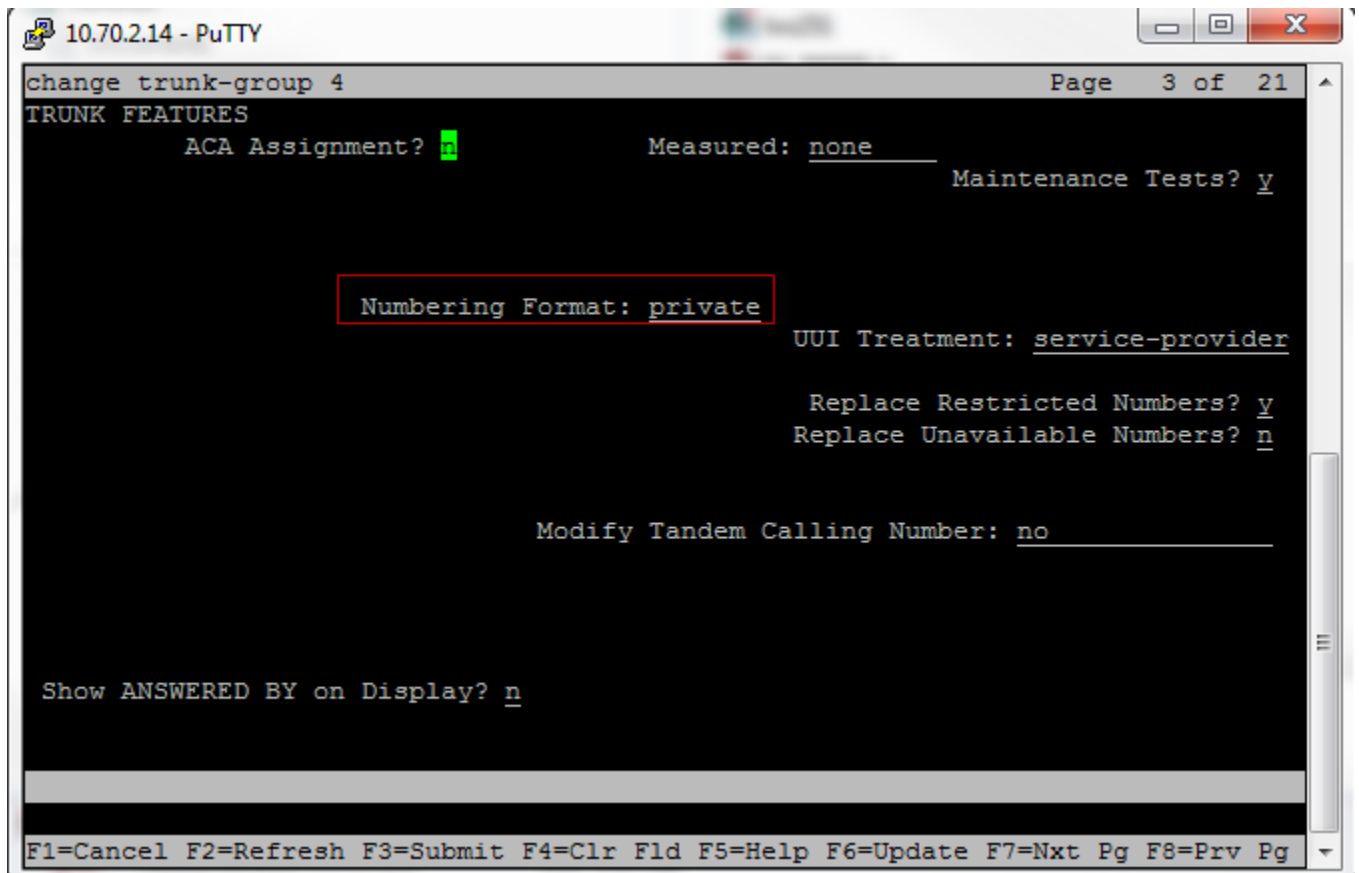 10.70.2.14 - PuTTY
change trunk-group 4 Page 3 of 21
TRUNK FEATURES
ACA Assignment? n Measured: none
Maintenance Tests? y
Numbering Format: private
UUI Treatment: service-provider
Replace Restricted Numbers? y
Replace Unavailable Numbers? n
Modify Tandem Calling Number: no
Show ANSWERED BY on Display? n
F1=Cancel F2=Refresh F3=Submit F4=Clr Fld F5=Help F6=Update F7=Nxt Pg F8=Prv Pg